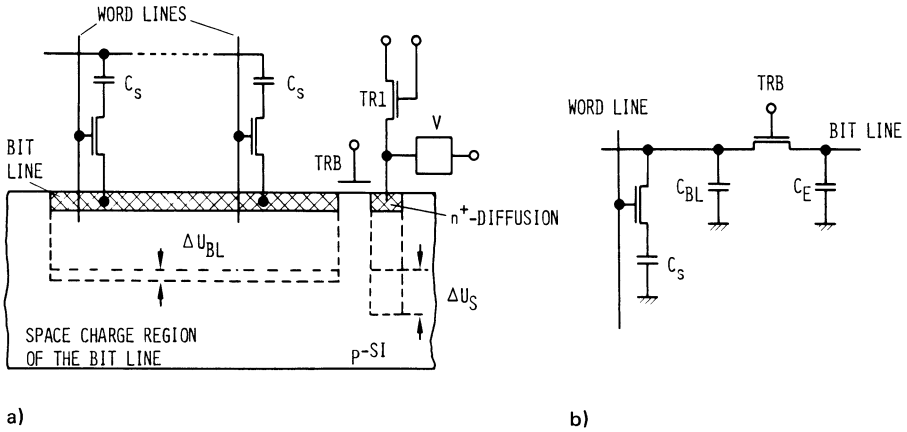 WORD LINES
C_s
C_s
TR1
V
BIT
LINE
TRB
n⁺-DIFFUSION
ΔU_BL
ΔU_S
SPACE CHARGE REGION
OF THE BIT LINE
p-SI
a)
TRB
WORD LINE
BIT LINE
C_BL
C_E
C_s
b)